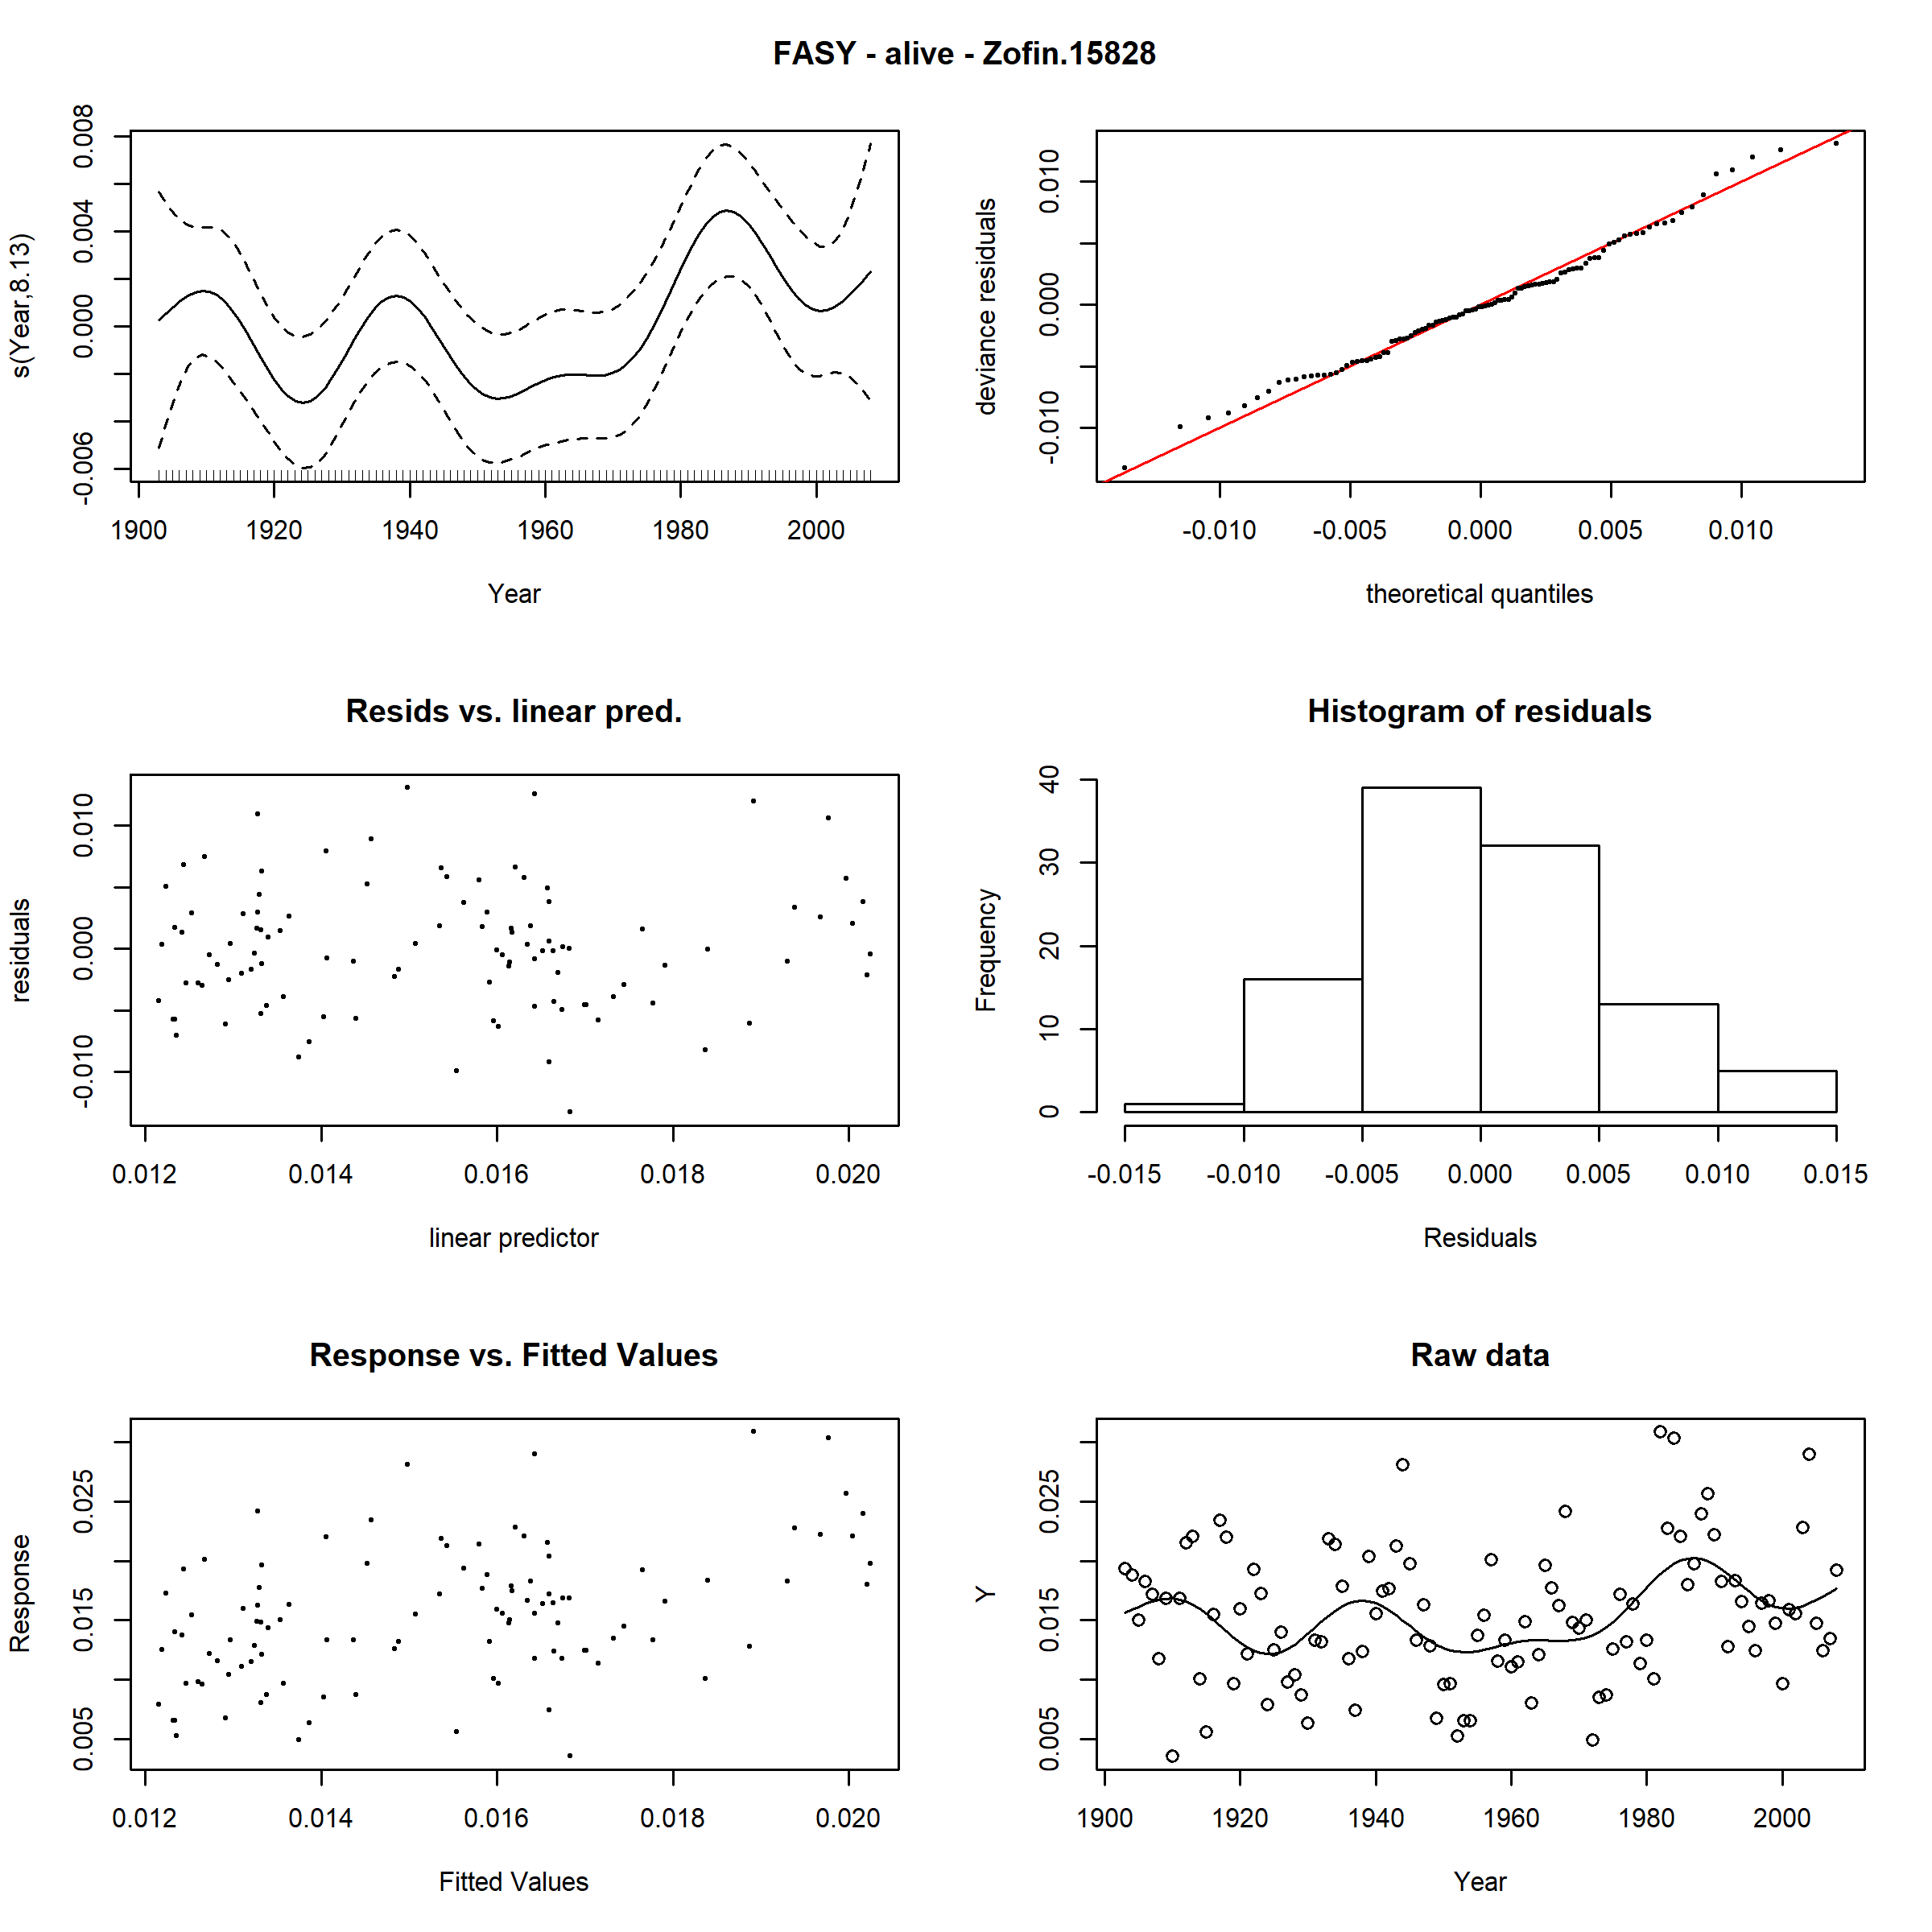 FASY - alive - Zofin.15828
s(Year,8.13)
-0.006 0.000 0.004 0.008
1900 1920 1940 1960 1980 2000
Year
deviance residuals
-0.010 0.000 0.010
-0.010 -0.005 0.000 0.005 0.010
theoretical quantiles
Resids vs. linear pred.
residuals
-0.010 0.000 0.010
0.012 0.014 0.016 0.018 0.020
linear predictor
Histogram of residuals
Frequency
0 10 20 30 40
-0.015 -0.010 -0.005 0.000 0.005 0.010 0.015
Residuals
Response vs. Fitted Values
Response
0.005 0.015 0.025
0.012 0.014 0.016 0.018 0.020
Fitted Values
Raw data
Y
0.005 0.015 0.025
1900 1920 1940 1960 1980 2000
Year